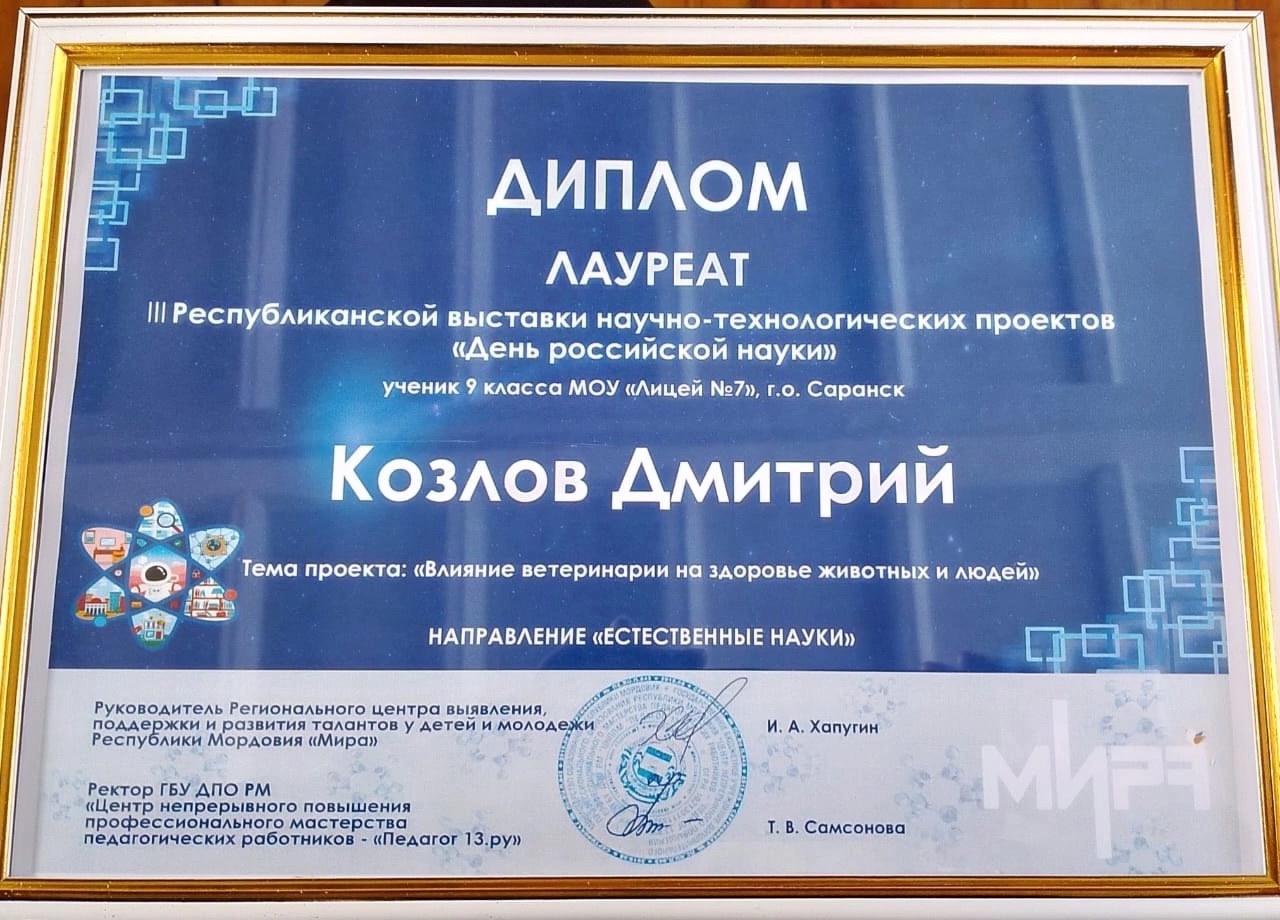 ДИПЛОМ
ЛАУРЕАТ
III Республиканской выставки научно-технологических проектов
«День российской науки»
ученик 9 класса МОУ «Лицей №7», г.о. Саранск
Козлов Дмитрий
Тема проекта: «Влияние ветеринарии на здоровье животных и людей»
НАПРАВЛЕНИЕ «ЕСТЕСТВЕННЫЕ НАУКИ»
Руководитель Регионального центра выявления,
поддержки и развития талантов у детей и молодежи
Республики Мордовия «Мира»
И. А. Хапугин
Ректор ГБУ ДПО РМ
«Центр непрерывного повышения
профессионального мастерства
педагогических работников - «Педагог 13.ру»
Т. В. Самсонова